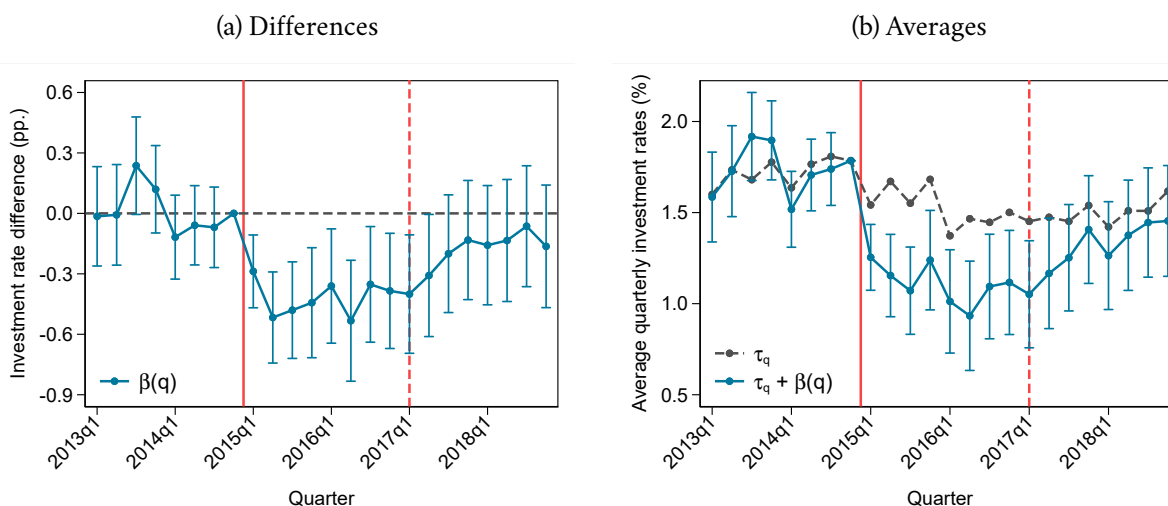 (a) Differences
Investment rate difference (pp.)
0.6
0.3
0.0
-0.3
-0.6
-0.9
β(q)
2013q1
2014q1
2015q1
2016q1
2017q1
2018q1
Quarter
(b) Averages
Average quarterly investment rates (%)
2.0
1.5
1.0
0.5
τq
τq + β(q)
2013q1
2014q1
2015q1
2016q1
2017q1
2018q1
Quarter